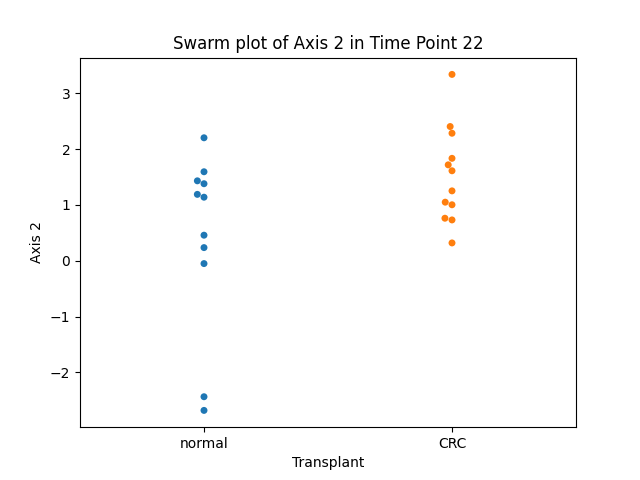 Swarm plot of Axis 2 in Time Point 22
3
2
1
0
−1
−2
Axis 2
normal
CRC
Transplant